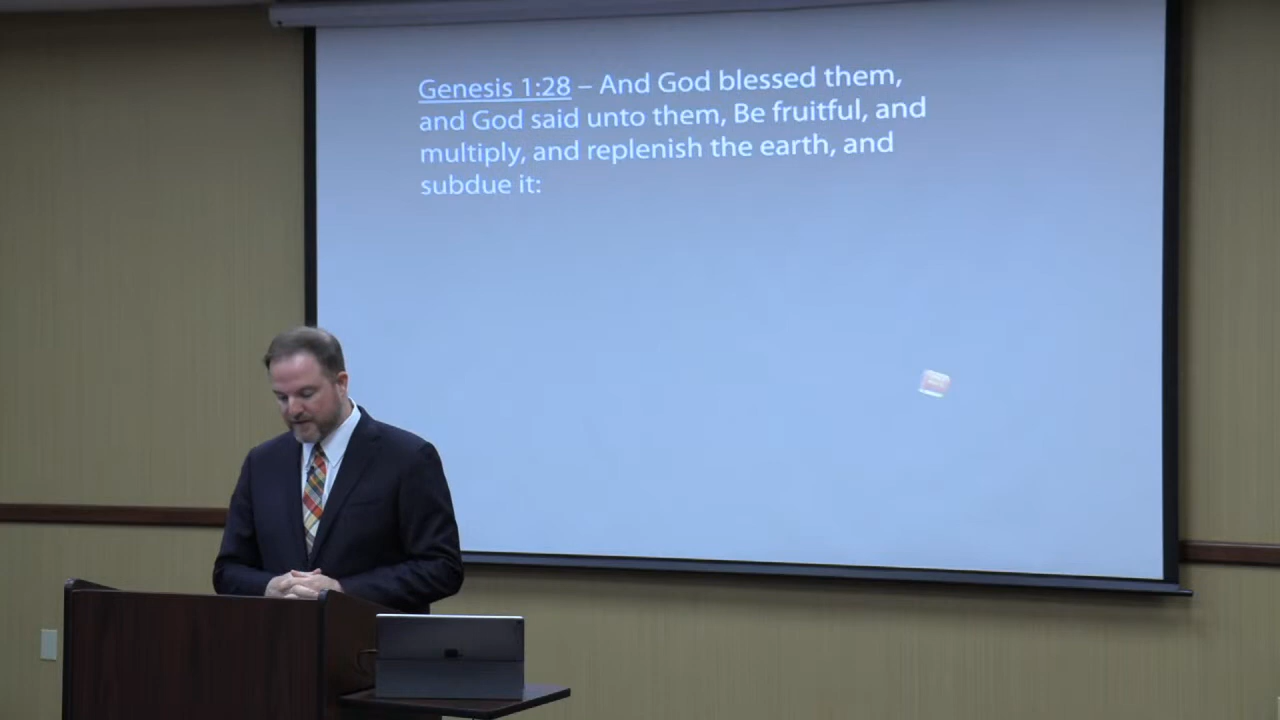 Genesis 1:28 – And God blessed them,
and God said unto them, Be fruitful, and
multiply, and replenish the earth, and
subdue it: